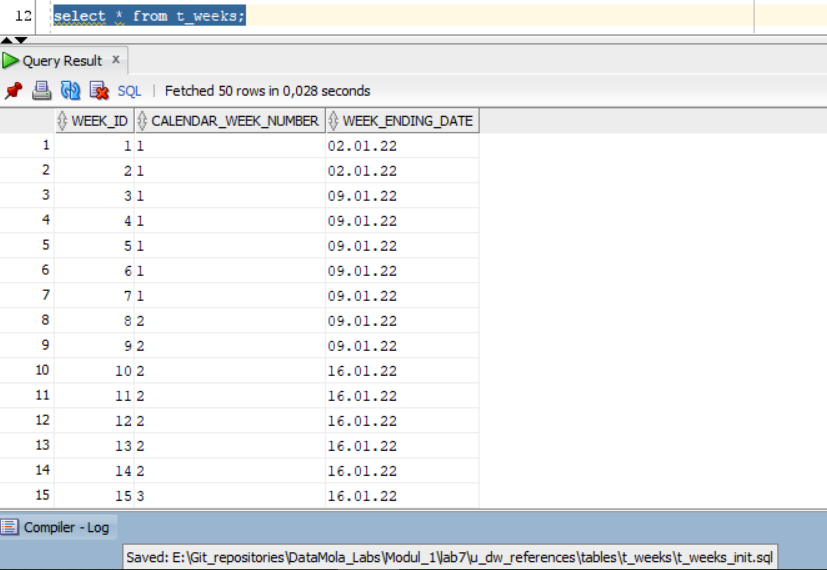 12 select * from t_weeks;
Query Result x
SQL | Fetched 50 rows in 0,028 seconds
WEEK_ID CALENDAR_WEEK_NUMBER WEEK_ENDING_DATE
1 1 1 02.01.22
2 2 1 02.01.22
3 3 1 09.01.22
4 4 1 09.01.22
5 5 1 09.01.22
6 6 1 09.01.22
7 7 1 09.01.22
8 8 2 09.01.22
9 9 2 09.01.22
10 10 2 16.01.22
11 11 2 16.01.22
12 12 2 16.01.22
13 13 2 16.01.22
14 14 2 16.01.22
15 15 3 16.01.22
Compiler - Log
Saved: E:\Git_repositories\DataMola_Labs\Modul_1\lab7\u_dw_references\tables\t_weeks\t_weeks_init.sql